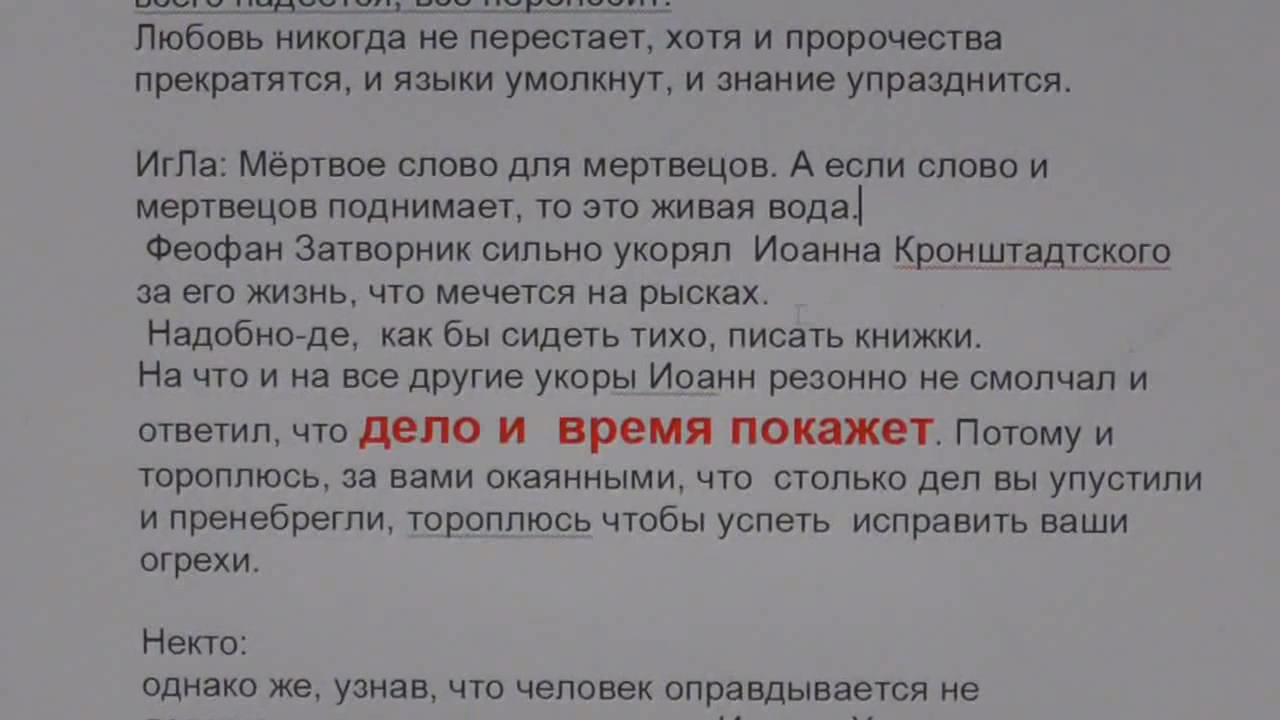 всего надеется, все переносит.
Любовь никогда не перестает, хотя и пророчества
прекратятся, и языки умолкнут, и знание упразднится.
ИгЛа: Мёртвое слово для мертвецов. А если слово и
мертвецов поднимает, то это живая вода.
Феофан Затворник сильно укорял Иоанна Кронштадтского
за его жизнь, что мечется на рысках.
Надобно-де, как бы сидеть тихо, писать книжки.
На что и на все другие укоры Иоанн резонно не смолчал и
ответил, что дело и время покажет. Потому и
тороплюсь, за вами окаянными, что столько дел вы упустили
и пренебрегли, тороплюсь чтобы успеть исправить ваши
огрехи.
Некто:
однако же, узнав, что человек оправдывается не